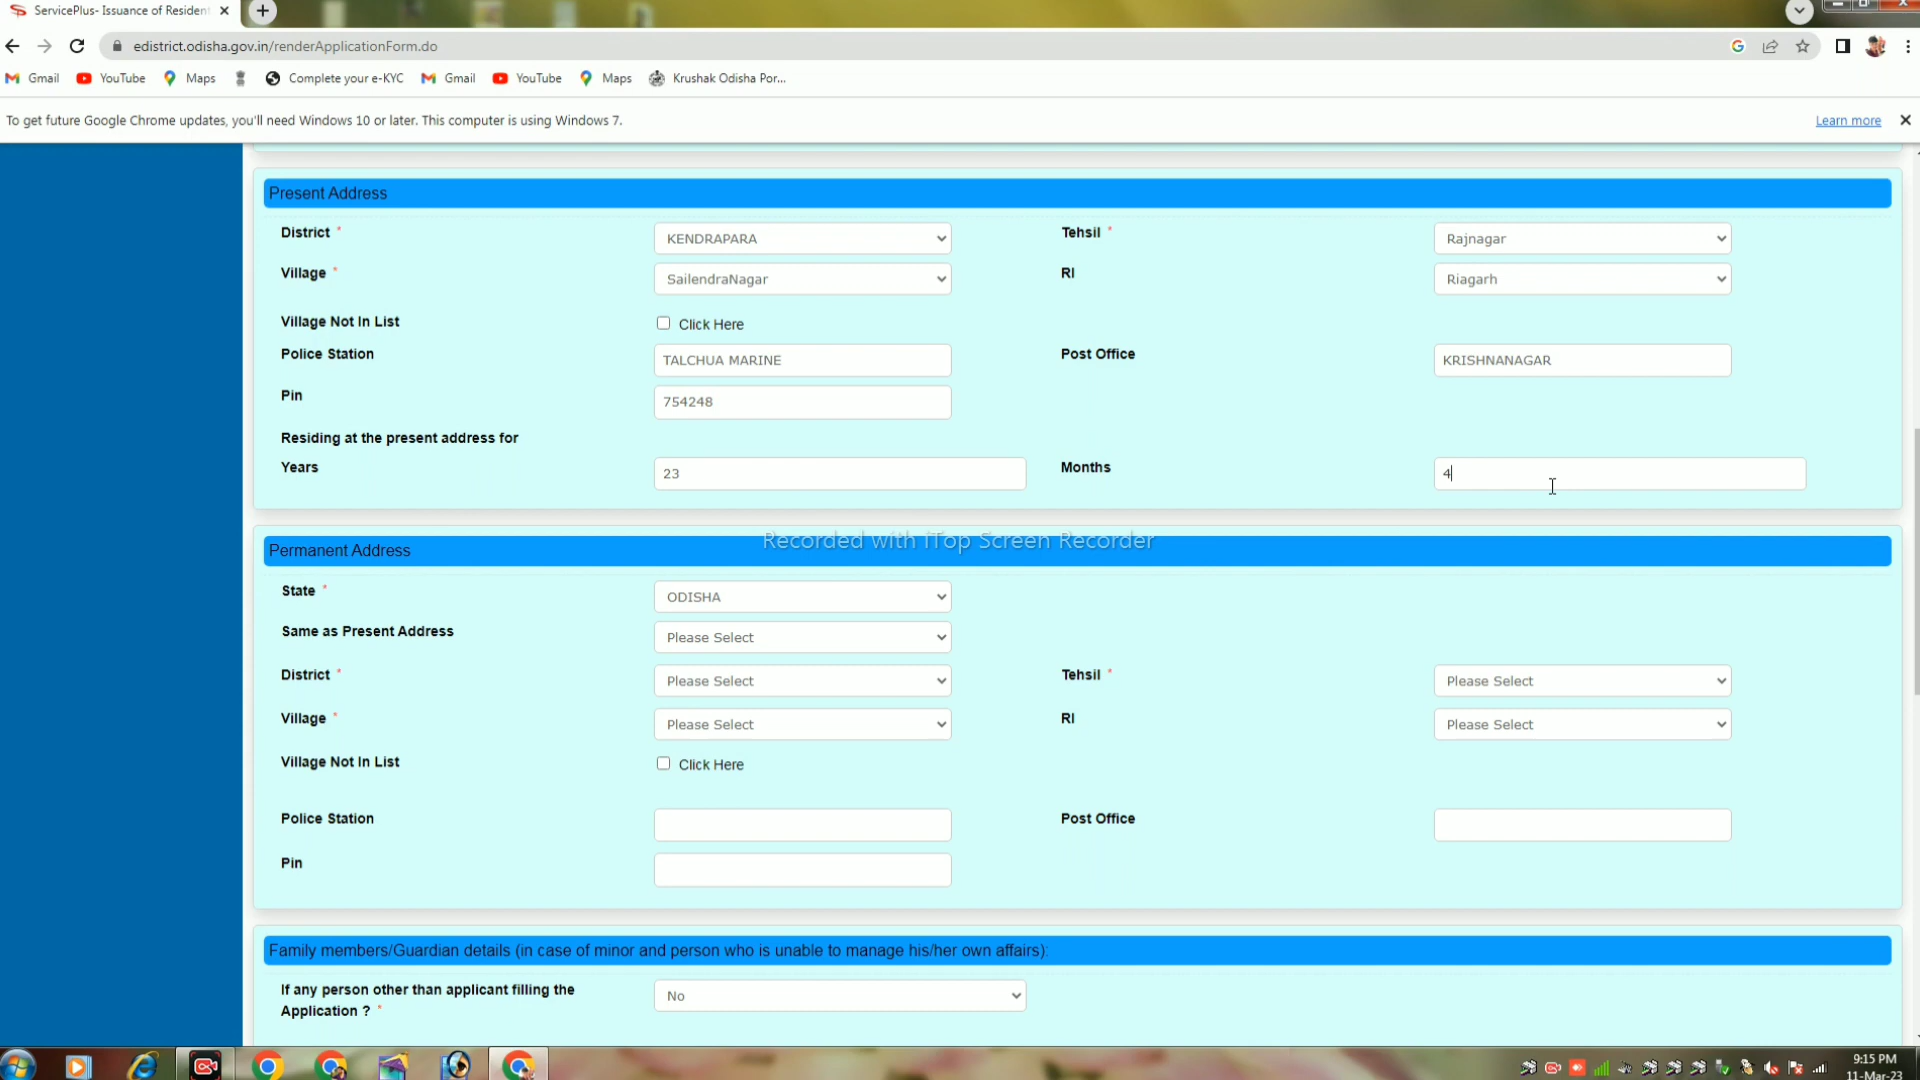 ServicePlus- Issuance of Residen
edistrict.odisha.gov.in/renderApplicationForm.do
Gmail YouTube Maps Complete your e-KYC Gmail YouTube Maps Krushak Odisha Por...
To get future Google Chrome updates, you'll need Windows 10 or later. This computer is using Windows 7. Learn more
Present Address
District * KENDRAPARA Tehsil * Rajnagar
Village * SailendraNagar RI Riagarh
Village Not In List Click Here
Police Station TALCHUA MARINE Post Office KRISHNANAGAR
Pin 754248
Residing at the present address for
Years 23 Months 4
Recorded with iTop Screen Recorder
Permanent Address
State * ODISHA
Same as Present Address Please Select
District * Please Select Tehsil * Please Select
Village * Please Select RI Please Select
Village Not In List Click Here
Police Station Post Office
Pin
Family members/Guardian details (in case of minor and person who is unable to manage his/her own affairs):
If any person other than applicant filling the
Application ? * No
9:15 PM
11-Mar-23